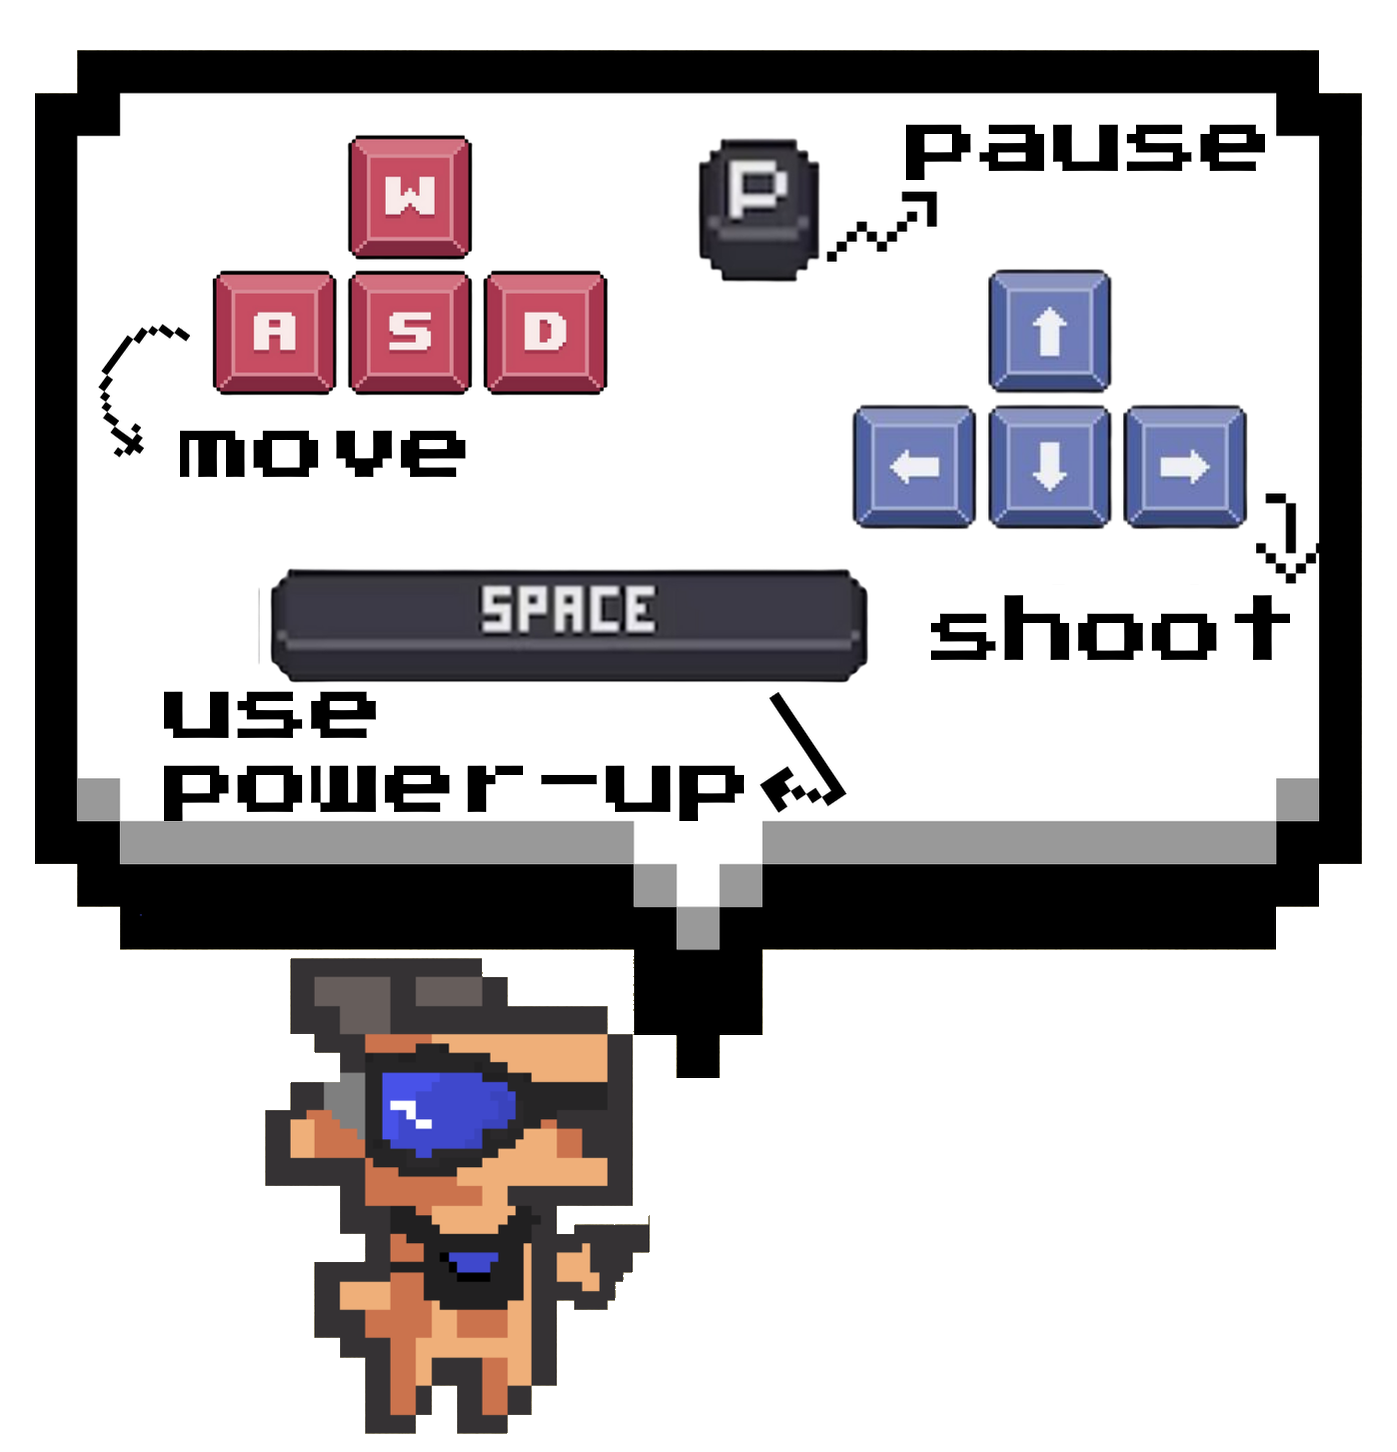 W
P
pause
A S D
↑
move
← ↓ →
SPACE
shoot
use
power-up